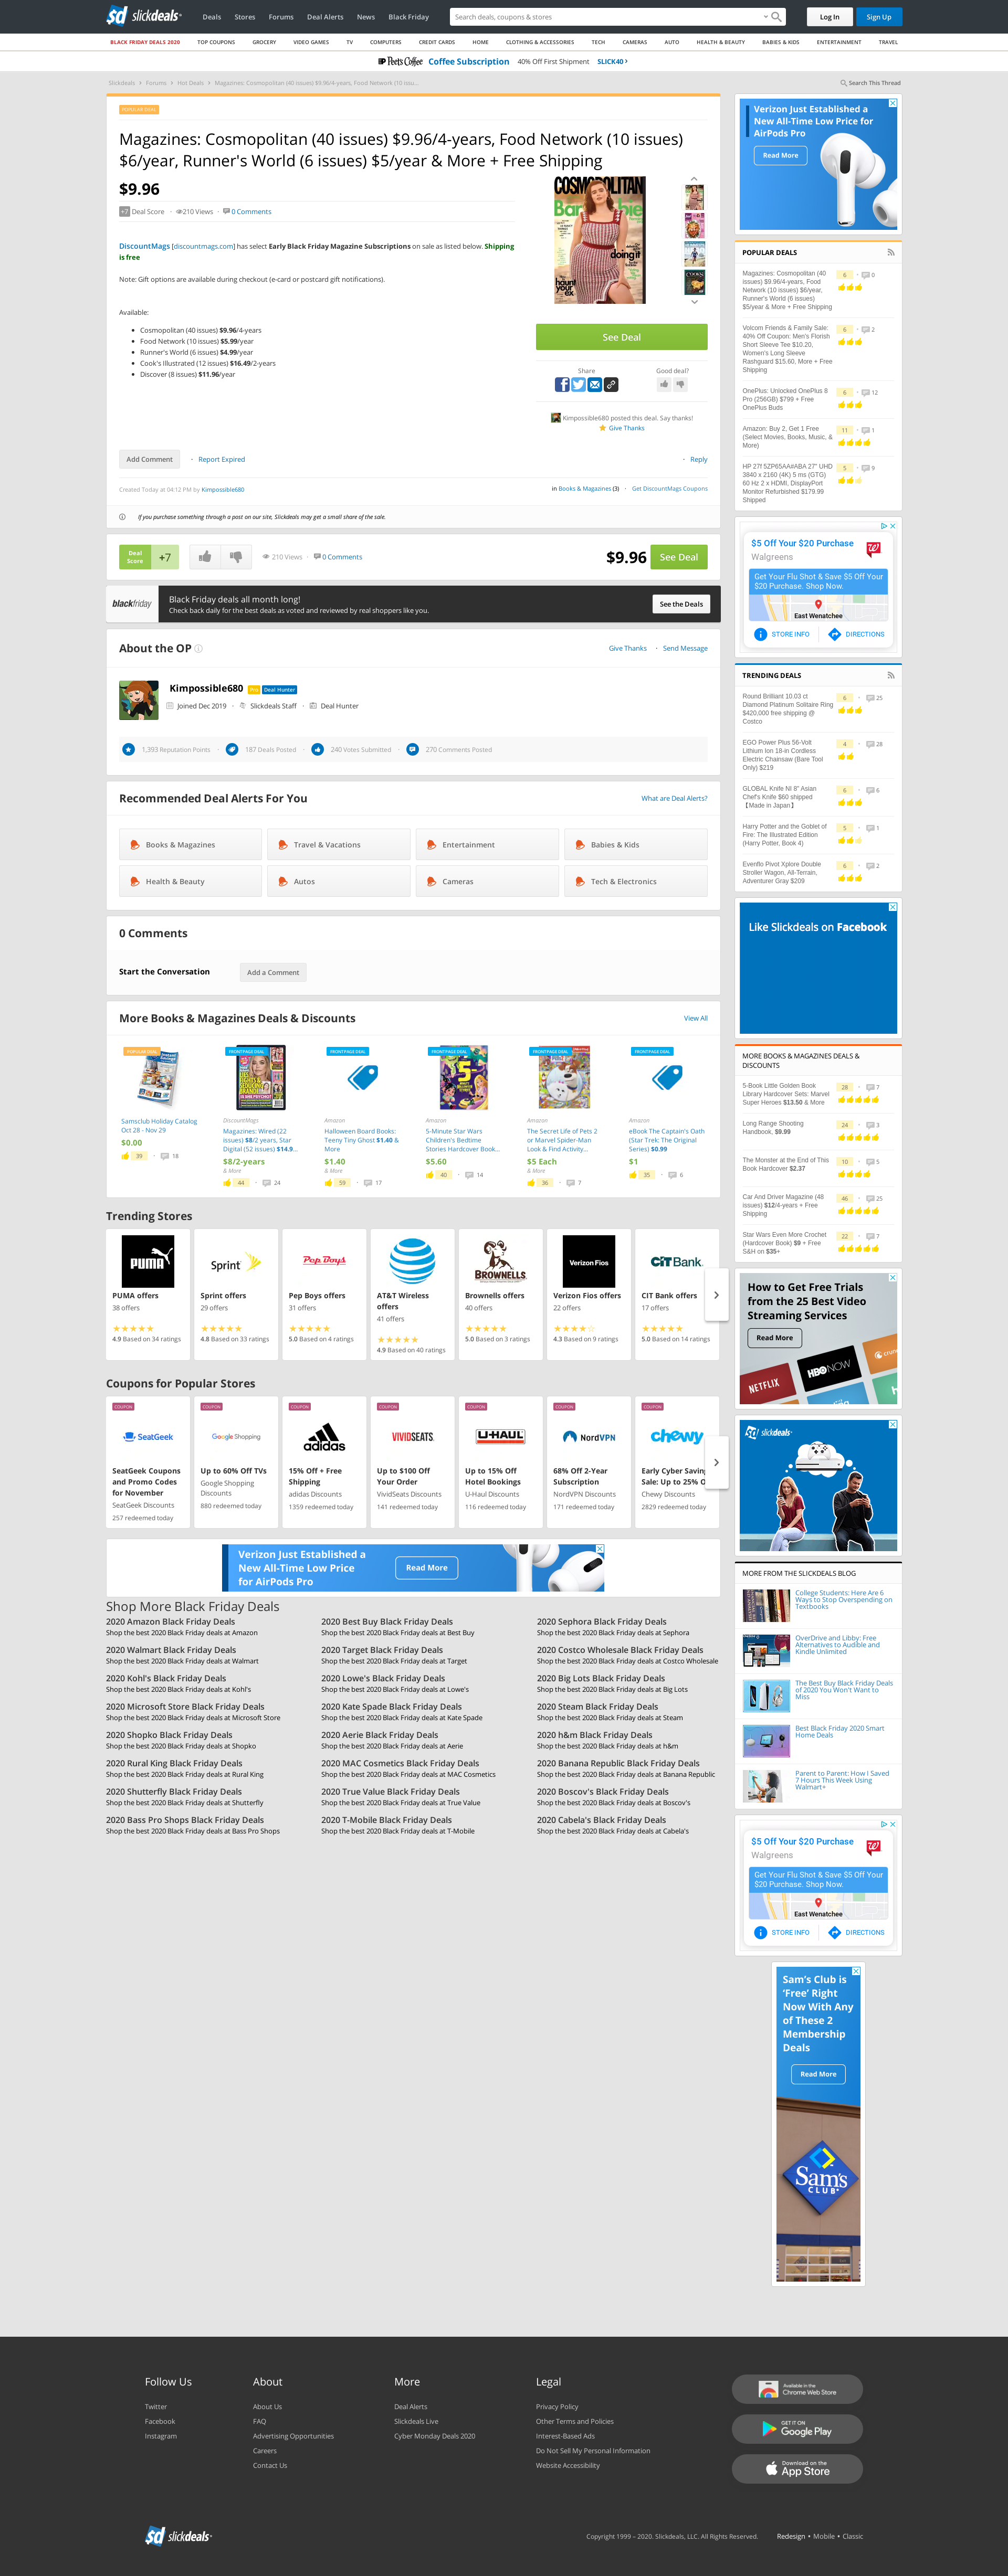 slickdeals
Deals Stores Forums Deal Alerts News Black Friday
Search deals, coupons & stores
Log In Sign Up
BLACK FRIDAY DEALS 2020 TOP COUPONS GROCERY VIDEO GAMES TV COMPUTERS CREDIT CARDS HOME CLOTHING & ACCESSORIES TECH CAMERAS AUTO HEALTH & BEAUTY BABIES & KIDS ENTERTAINMENT TRAVEL
Peet's Coffee Coffee Subscription 40% Off First Shipment SLICK40 ›
Slickdeals › Forums › Hot Deals › Magazines: Cosmopolitan (40 issues) $9.96/4-years, Food Network (10 issu...
Search This Thread
POPULAR DEAL
Magazines: Cosmopolitan (40 issues) $9.96/4-years, Food Network (10 issues)
$6/year, Runner's World (6 issues) $5/year & More + Free Shipping
$9.96
+7 Deal Score · 210 Views · 0 Comments
DiscountMags [discountmags.com] has select Early Black Friday Magazine Subscriptions on sale as listed below. Shipping
is free
Note: Gift options are available during checkout (e-card or postcard gift notifications).
Available:
• Cosmopolitan (40 issues) $9.96/4-years
• Food Network (10 issues) $5.99/year
• Runner's World (6 issues) $4.99/year
• Cook's Illustrated (12 issues) $16.49/2-years
• Discover (8 issues) $11.96/year
COSMOPOLITAN
Barbie
doing it
haunt your ex
See Deal
Share Good deal?
Kimpossible680 posted this deal. Say thanks!
Give Thanks
Add Comment · Report Expired · Reply
Created Today at 04:12 PM by Kimpossible680
in Books & Magazines (3) · Get DiscountMags Coupons
If you purchase something through a post on our site, Slickdeals may get a small share of the sale.
Deal
Score
+7
210 Views · 0 Comments
$9.96 See Deal
blackfriday
Black Friday deals all month long!
Check back daily for the best deals as voted and reviewed by real shoppers like you.
See the Deals
About the OP
Give Thanks · Send Message
Kimpossible680 Pro Deal Hunter
Joined Dec 2019 · Slickdeals Staff · Deal Hunter
1,393 Reputation Points · 187 Deals Posted · 240 Votes Submitted · 270 Comments Posted
Recommended Deal Alerts For You
What are Deal Alerts?
Books & Magazines Travel & Vacations Entertainment Babies & Kids
Health & Beauty Autos Cameras Tech & Electronics
0 Comments
Start the Conversation Add a Comment
More Books & Magazines Deals & Discounts
View All
POPULAR DEAL
Samsclub Holiday Catalog
Oct 28 - Nov 29
$0.00
39 · 18
FRONTPAGE DEAL
DiscountMags
Magazines: Wired (22
issues) $8/2 years, Star
Digital (52 Issues) $14.9...
$8/2-years
& More
44 · 24
FRONTPAGE DEAL
Amazon
Halloween Board Books:
Teeny Tiny Ghost $1.40 &
More
$1.40
& More
59 · 17
FRONTPAGE DEAL
Amazon
5-Minute Star Wars
Children's Bedtime
Stories Hardcover Book...
$5.60
40 · 14
FRONTPAGE DEAL
Amazon
The Secret Life of Pets 2
or Marvel Spider-Man
Look & Find Activity...
$5 Each
& More
36 · 7
FRONTPAGE DEAL
Amazon
eBook The Captain's Oath
(Star Trek: The Original
Series) $0.99
$1
35 · 6
Trending Stores
PUMA
PUMA offers
38 offers
4.9 Based on 34 ratings
Sprint
Sprint offers
29 offers
4.8 Based on 33 ratings
Pep Boys
Pep Boys offers
31 offers
5.0 Based on 4 ratings
AT&T Wireless
offers
41 offers
4.9 Based on 40 ratings
BROWNELLS
Brownells offers
40 offers
5.0 Based on 3 ratings
Verizon Fios
Verizon Fios offers
22 offers
4.3 Based on 9 ratings
CIT Bank
CIT Bank offers
17 offers
5.0 Based on 14 ratings
Coupons for Popular Stores
COUPON
SeatGeek
SeatGeek Coupons
and Promo Codes
for November
SeatGeek Discounts
257 redeemed today
COUPON
Google Shopping
Up to 60% Off TVs
Google Shopping
Discounts
880 redeemed today
COUPON
adidas
15% Off + Free
Shipping
adidas Discounts
1359 redeemed today
COUPON
VIVIDSEATS
Up to $100 Off
Your Order
VividSeats Discounts
141 redeemed today
COUPON
U-HAUL
Up to 15% Off
Hotel Bookings
U-Haul Discounts
116 redeemed today
COUPON
NordVPN
68% Off 2-Year
Subscription
NORDVPN Discounts
171 redeemed today
COUPON
chewy
Early Cyber Saving
Sale: Up to 25% O
Chewy Discounts
2829 redeemed today
Verizon Just Established a
New All-Time Low Price
for AirPods Pro
Read More
Shop More Black Friday Deals
2020 Amazon Black Friday Deals
Shop the best 2020 Black Friday deals at Amazon
2020 Best Buy Black Friday Deals
Shop the best 2020 Black Friday deals at Best Buy
2020 Sephora Black Friday Deals
Shop the best 2020 Black Friday deals at Sephora
2020 Walmart Black Friday Deals
Shop the best 2020 Black Friday deals at Walmart
2020 Target Black Friday Deals
Shop the best 2020 Black Friday deals at Target
2020 Costco Wholesale Black Friday Deals
Shop the best 2020 Black Friday deals at Costco Wholesale
2020 Kohl's Black Friday Deals
Shop the best 2020 Black Friday deals at Kohl's
2020 Lowe's Black Friday Deals
Shop the best 2020 Black Friday deals at Lowe's
2020 Big Lots Black Friday Deals
Shop the best 2020 Black Friday deals at Big Lots
2020 Microsoft Store Black Friday Deals
Shop the best 2020 Black Friday deals at Microsoft Store
2020 Kate Spade Black Friday Deals
Shop the best 2020 Black Friday deals at Kate Spade
2020 Steam Black Friday Deals
Shop the best 2020 Black Friday deals at Steam
2020 Shopko Black Friday Deals
Shop the best 2020 Black Friday deals at Shopko
2020 Aerie Black Friday Deals
Shop the best 2020 Black Friday deals at Aerie
2020 h&m Black Friday Deals
Shop the best 2020 Black Friday deals at h&m
2020 Rural King Black Friday Deals
Shop the best 2020 Black Friday deals at Rural King
2020 MAC Cosmetics Black Friday Deals
Shop the best 2020 Black Friday deals at MAC Cosmetics
2020 Banana Republic Black Friday Deals
Shop the best 2020 Black Friday deals at Banana Republic
2020 Shutterfly Black Friday Deals
Shop the best 2020 Black Friday deals at Shutterfly
2020 True Value Black Friday Deals
Shop the best 2020 Black Friday deals at True Value
2020 Boscov's Black Friday Deals
Shop the best 2020 Black Friday deals at Boscov's
2020 Bass Pro Shops Black Friday Deals
Shop the best 2020 Black Friday deals at Bass Pro Shops
2020 T-Mobile Black Friday Deals
Shop the best 2020 Black Friday deals at T-Mobile
2020 Cabela's Black Friday Deals
Shop the best 2020 Black Friday deals at Cabela's
Verizon Just Established a
New All-Time Low Price for
AirPods Pro
Read More
POPULAR DEALS
Magazines: Cosmopolitan (40
issues) $9.96/4-years, Food
Network (10 issues) $6/year,
Runner's World (6 issues)
$5/year & More + Free Shipping
6 · 0
Volcom Friends & Family Sale:
40% Off Coupon: Men's Florish
Short Sleeve Tee $10.20,
Women's Long Sleeve
Rashguard $15.60, More + Free
Shipping
6 · 2
OnePlus: Unlocked OnePlus 8
Pro (256GB) $799 + Free
OnePlus Buds
6 · 12
Amazon: Buy 2, Get 1 Free
(Select Movies, Books, Music, &
More)
11 · 1
HP 27f 5ZP65AA#ABA 27" UHD
3840 x 2160 (4K) 5 ms (GTG)
60 Hz 2 x HDMI, DisplayPort
Monitor Refurbished $179.99
Shipped
5 · 9
$5 Off Your $20 Purchase
Walgreens
Get Your Flu Shot & Save $5 Off Your
$20 Purchase. Shop Now.
East Wenatchee
STORE INFO DIRECTIONS
TRENDING DEALS
Round Brilliant 10.03 ct
Diamond Platinum Solitaire Ring
$420,000 free shipping @
Costco
6 · 25
EGO Power Plus 56-Volt
Lithium Ion 18-in Cordless
Electric Chainsaw (Bare Tool
Only) $219
4 · 28
GLOBAL Knife NI 8" Asian
Chef's Knife $60 shipped
【Made in Japan】
6 · 6
Harry Potter and the Goblet of
Fire: The Illustrated Edition
(Harry Potter, Book 4)
5 · 1
Evenflo Pivot Xplore Double
Stroller Wagon, All-Terrain,
Adventurer Gray $209
6 · 2
Like Slickdeals on Facebook
MORE BOOKS & MAGAZINES DEALS &
DISCOUNTS
5-Book Little Golden Book
Library Hardcover Sets: Marvel
Super Heroes $13.50 & More
28 · 7
Long Range Shooting
Handbook, $9.99
24 · 3
The Monster at the End of This
Book Hardcover $2.37
10 · 5
Car And Driver Magazine (48
issues) $12/4-years + Free
Shipping
46 · 25
Star Wars Even More Crochet
(Hardcover Book) $9 + Free
S&H on $35+
22 · 7
How to Get Free Trials
from the 25 Best Video
Streaming Services
Read More
NETFLIX
HBO NOW
crunchy
slickdeals
MORE FROM THE SLICKDEALS BLOG
College Students: Here Are 6
Ways to Stop Overspending on
Textbooks
OverDrive and Libby: Free
Alternatives to Audible and
Kindle Unlimited
The Best Buy Black Friday Deals
of 2020 You Won't Want to
Miss
Best Black Friday 2020 Smart
Home Deals
Parent to Parent: How I Saved
7 Hours This Week Using
Walmart+
$5 Off Your $20 Purchase
Walgreens
Get Your Flu Shot & Save $5 Off Your
$20 Purchase. Shop Now.
East Wenatchee
STORE INFO DIRECTIONS
Sam's Club is
'Free' Right
Now With Any
of These 2
Membership
Deals
Read More
Sam's
CLUB
Follow Us
Twitter
Facebook
Instagram
About
About Us
FAQ
Advertising Opportunities
Careers
Contact Us
More
Deal Alerts
Slickdeals Live
Cyber Monday Deals 2020
Legal
Privacy Policy
Other Terms and Policies
Interest-Based Ads
Do Not Sell My Personal Information
Website Accessibility
Available in the
Chrome Web Store
GET IT ON
Google Play
Download on the
App Store
slickdeals
Copyright 1999 - 2020. Slickdeals, LLC. All Rights Reserved. Redesign • Mobile • Classic